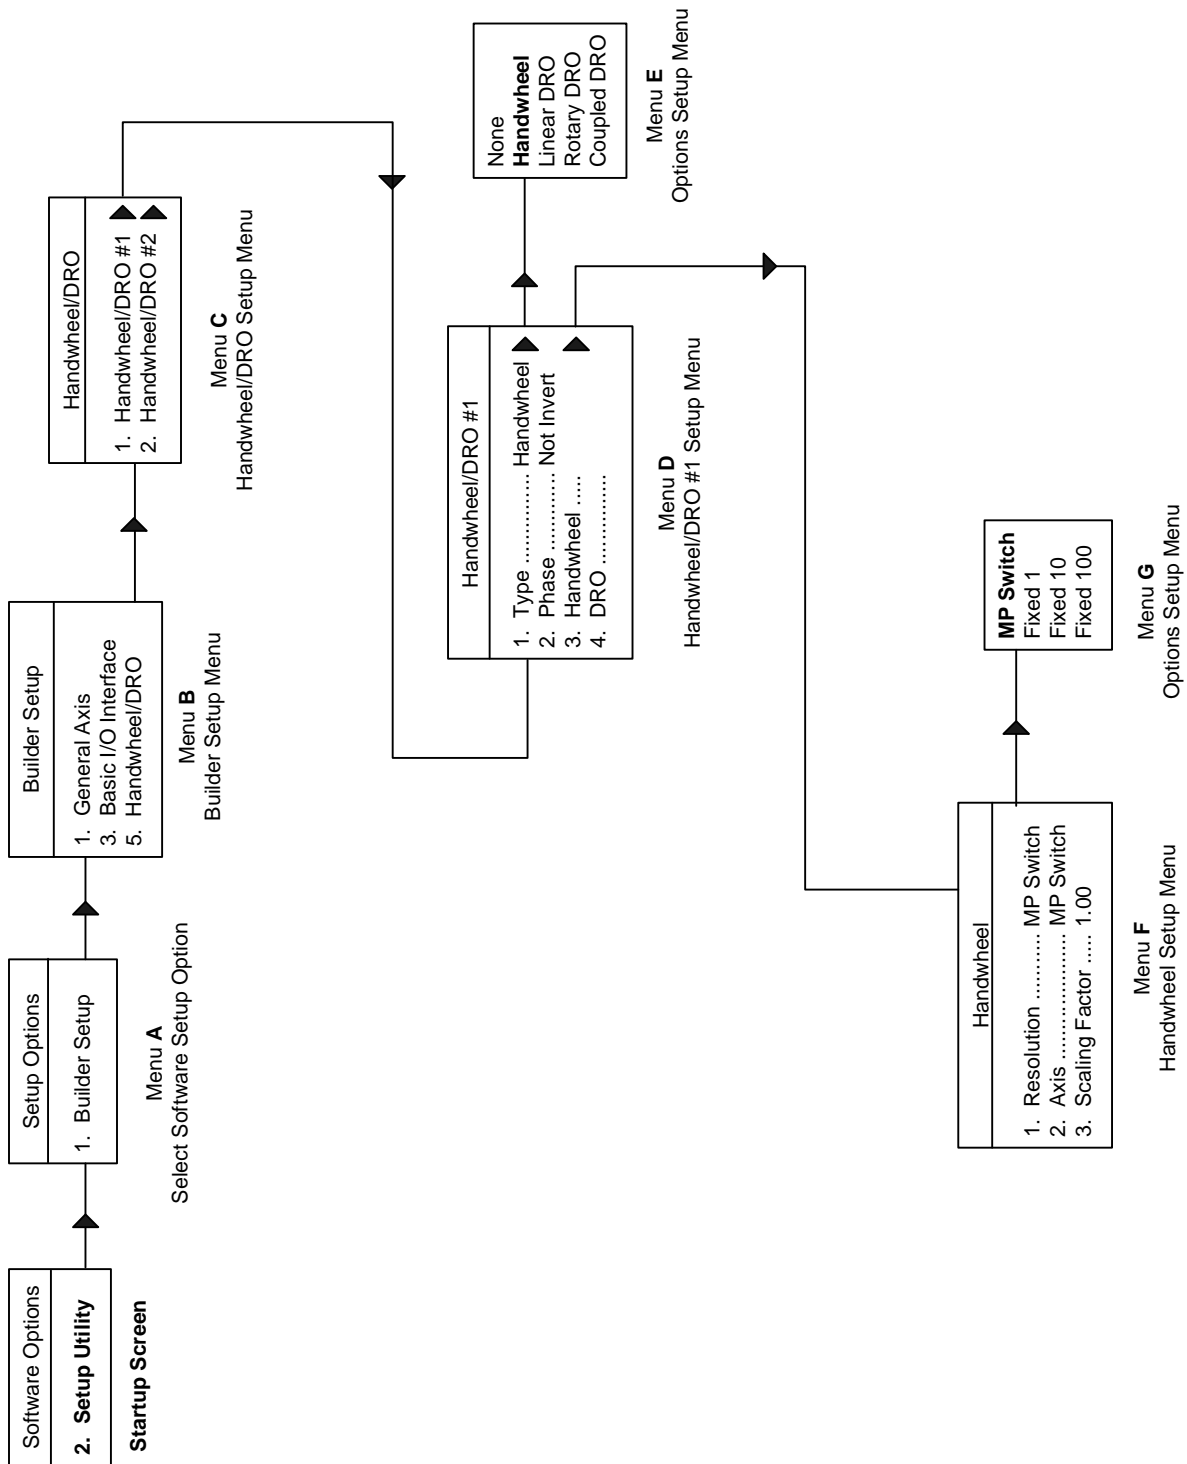 Software Options
2. Setup Utility
Startup Screen
Setup Options
1. Builder Setup
Menu A
Select Software Setup Option
Builder Setup
1. General Axis
3. Basic I/O Interface
5. Handwheel/DRO
Menu B
Builder Setup Menu
Handwheel/DRO
1. Handwheel/DRO #1
2. Handwheel/DRO #2
Menu C
Handwheel/DRO Setup Menu
Handwheel/DRO #1
1. Type ............... Handwheel
2. Phase ............... Not Invert
3. Handwheel .....
4. DRO .................
Menu D
Handwheel/DRO #1 Setup Menu
None
Handwheel
Linear DRO
Rotary DRO
Coupled DRO
Menu E
Options Setup Menu
Handwheel
1. Resolution ............ MP Switch
2. Axis ..................... MP Switch
3. Scaling Factor ..... 1.00
Menu F
Handwheel Setup Menu
MP Switch
Fixed 1
Fixed 10
Fixed 100
Menu G
Options Setup Menu